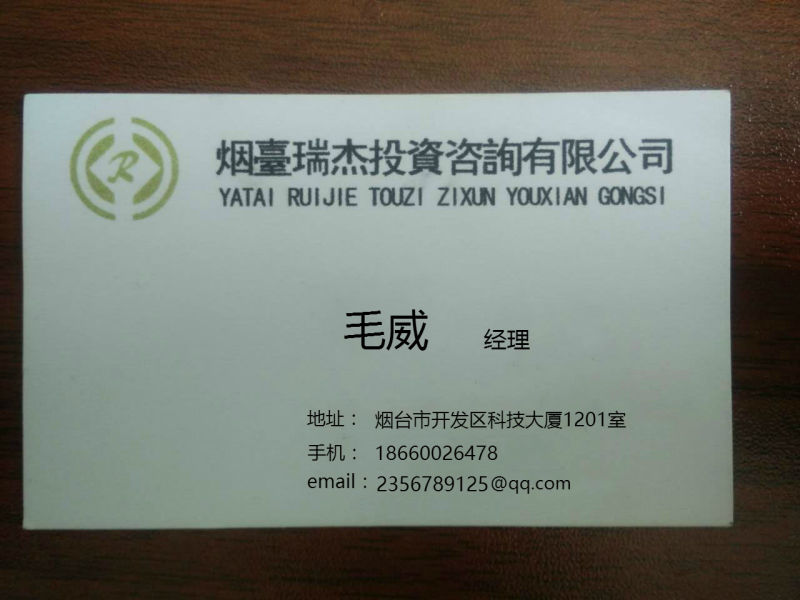 烟臺瑞杰投資咨詢有限公司
YATAI RUIJIE TOUZI ZIXUN YOUXIAN GONGSI
毛威 经理
地址： 烟台市开发区科技大厦1201室
手机： 18660026478
email： 2356789125@qq.com